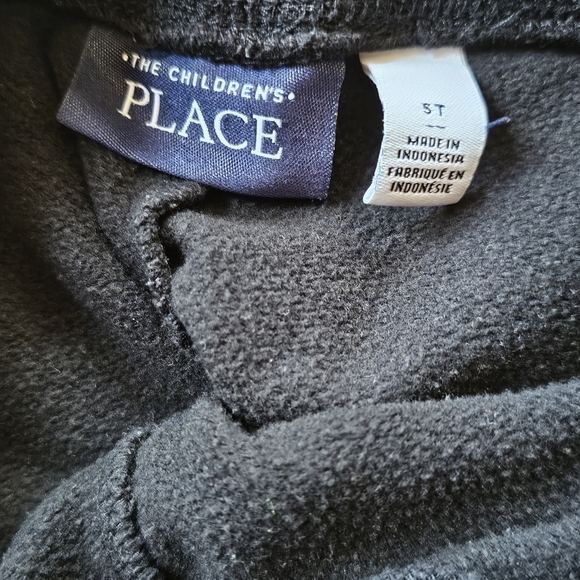 •THE CHILDREN'S•
PLACE
5T
MADE IN
INDONESIA
FABRIQUÉ EN
INDONÉSIE